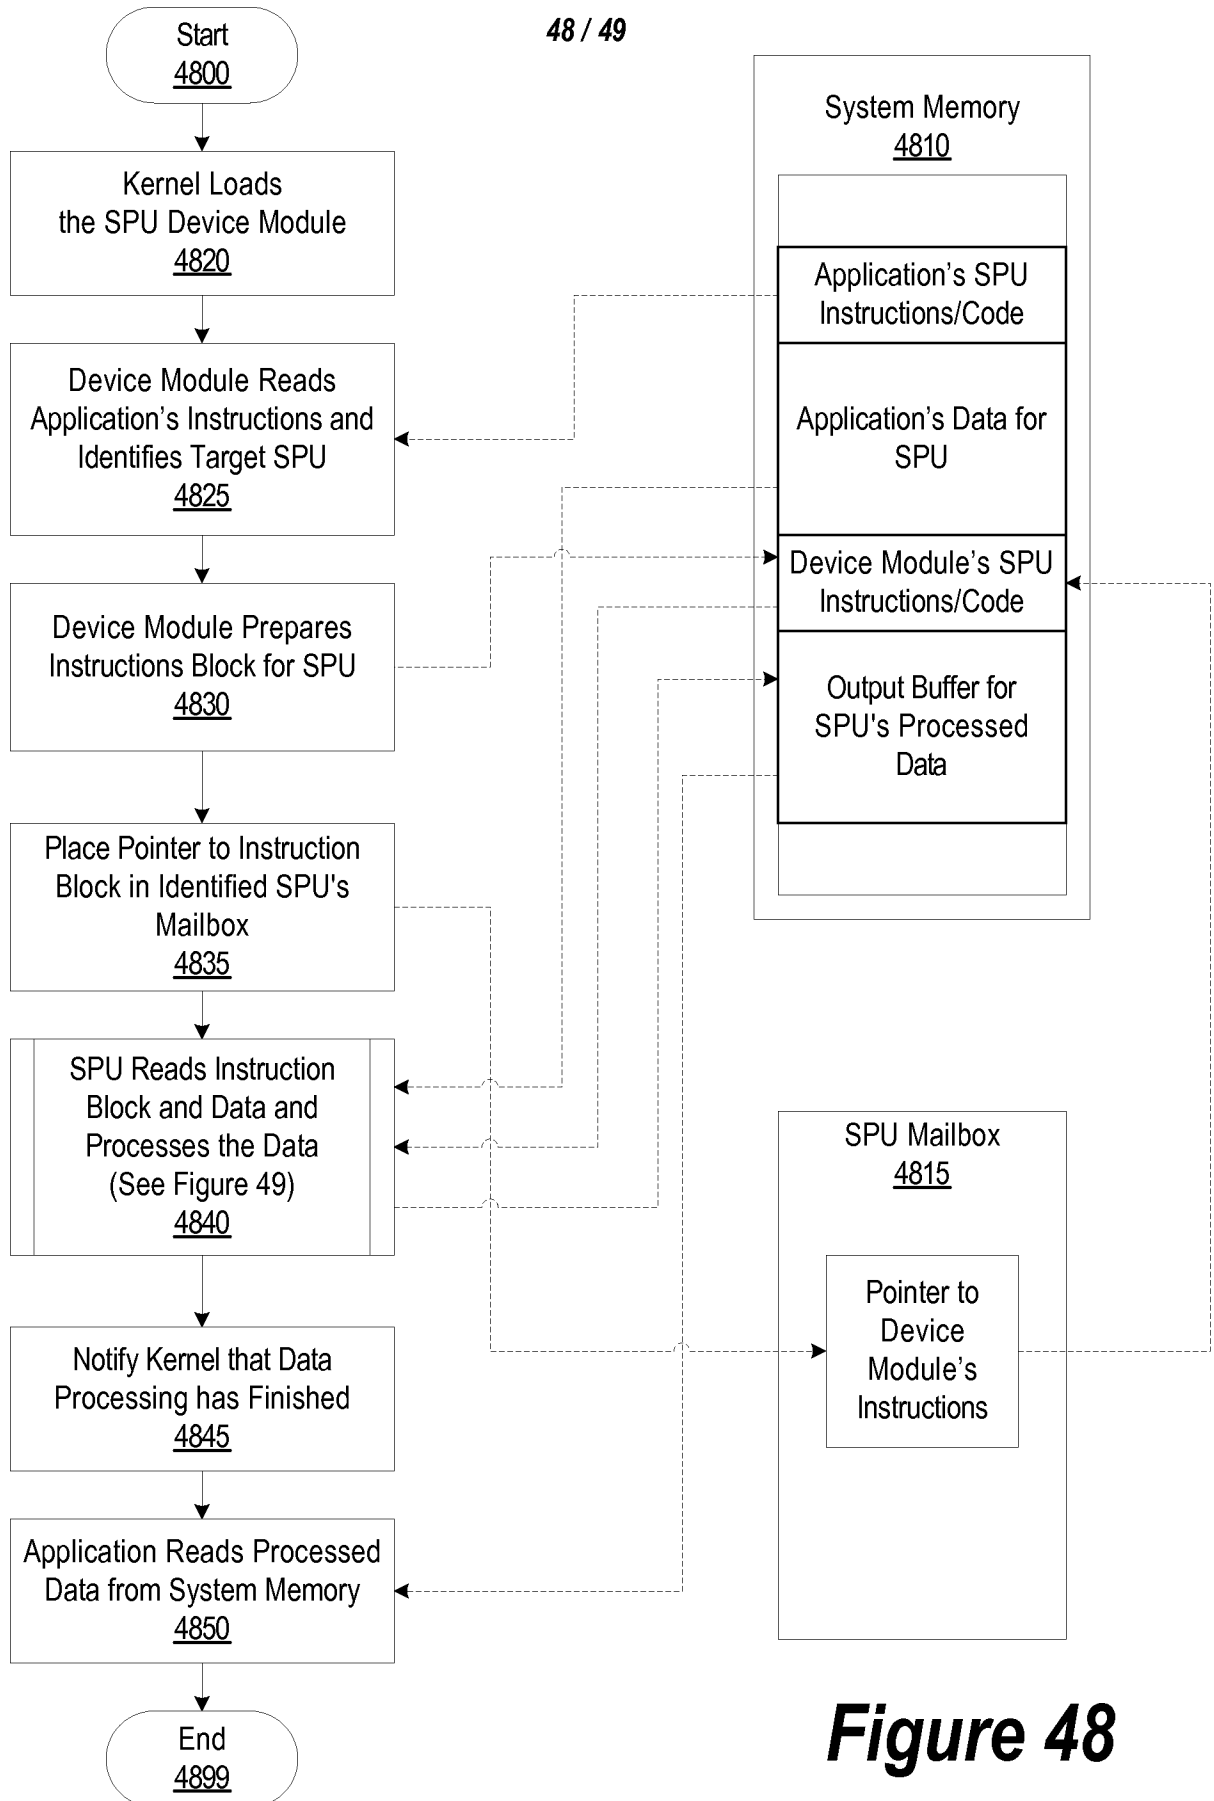 48 / 49
Start
4800
Kernel Loads
the SPU Device Module
4820
Device Module Reads
Application's Instructions and
Identifies Target SPU
4825
Device Module Prepares
Instructions Block for SPU
4830
Place Pointer to Instruction
Block in Identified SPU's
Mailbox
4835
SPU Reads Instruction
Block and Data and
Processes the Data
(See Figure 49)
4840
Notify Kernel that Data
Processing has Finished
4845
Application Reads Processed
Data from System Memory
4850
End
4899
System Memory
4810
Application's SPU
Instructions/Code
Application's Data for
SPU
Device Module's SPU
Instructions/Code
Output Buffer for
SPU's Processed
Data
SPU Mailbox
4815
Pointer to
Device
Module's
Instructions
Figure 48